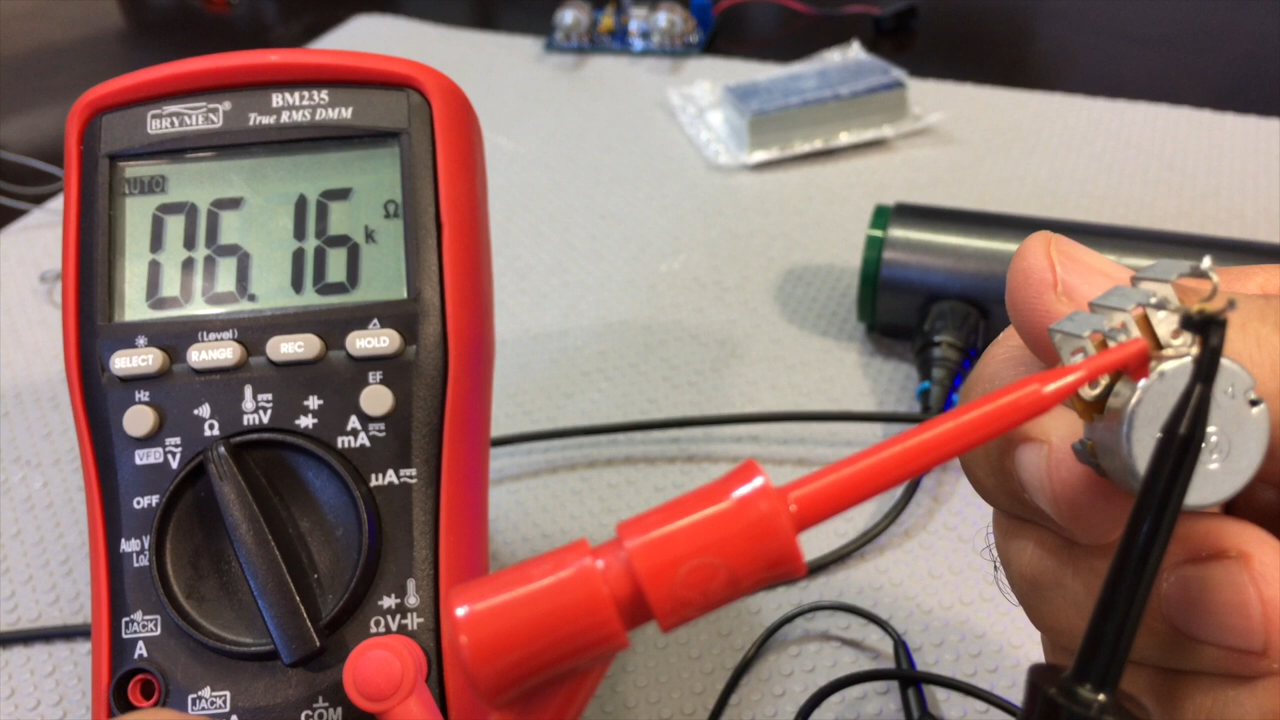 BRYMEN®
BM235
True RMS DMM
AUTO
06.16
kΩ
(Level)
SELECT
RANGE
REC
HOLD
Hz
EF
Ω
mV
A
mA
VFD
V
µA
OFF
Auto V
LoZ
JACK
A
ΩV
JACK
COM